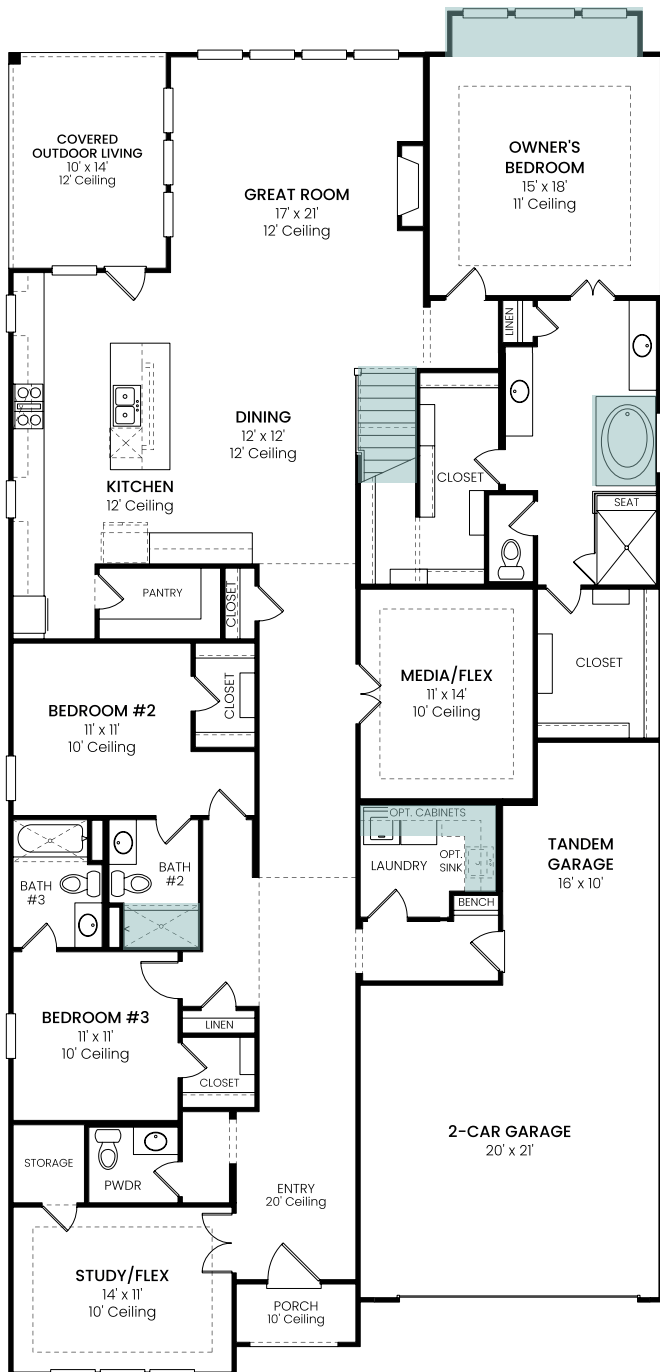 COVERED
OUTDOOR LIVING
10' x 14'
12' Ceiling
GREAT ROOM
17' x 21'
12' Ceiling
OWNER'S
BEDROOM
15' x 18'
11' Ceiling
LINEN
DINING
12' x 12'
12' Ceiling
KITCHEN
12' Ceiling
CLOSET
SEAT
PANTRY
CLOSET
MEDIA/FLEX
11' x 14'
10' Ceiling
CLOSET
BEDROOM #2
11' x 11'
10' Ceiling
CLOSET
OPT. CABINETS
LAUNDRY
OPT.
SINK
BENCH
TANDEM
GARAGE
16' x 10'
BATH
#3
BATH
#2
BEDROOM #3
11' x 11'
10' Ceiling
LINEN
CLOSET
STORAGE
PWDR
2-CAR GARAGE
20' x 21'
ENTRY
20' Ceiling
STUDY/FLEX
14' x 11'
10' Ceiling
PORCH
10' Ceiling